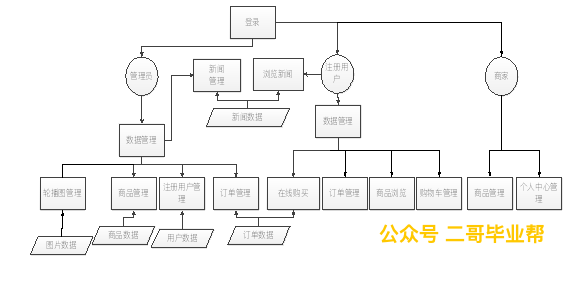 登录
管理员
新闻
管理
浏览新闻
注册用
户
商家
新闻数据
数据管理
数据管理
轮播图管理
商品管理
注册用户管
理
订单管理
在线购买
订单管理
商品浏览
购物车管理
商品管理
个人中心管
理
图片数据
商品数据
用户数据
订单数据
公众号 二哥毕业帮